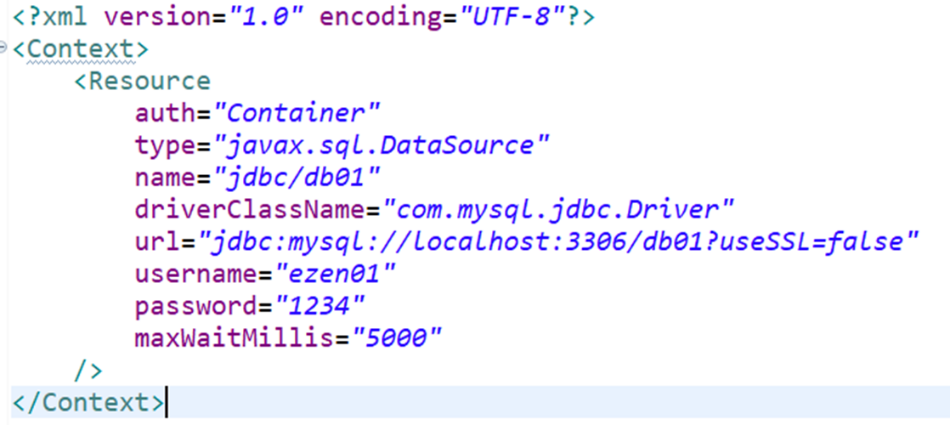 <?xml version="1.0" encoding="UTF-8"?>
<Context>
<Resource
auth="Container"
type="javax.sql.DataSource"
name="jdbc/db01"
driverClassName="com.mysql.jdbc.Driver"
url="jdbc:mysql://localhost:3306/db01?useSSL=false"
username="ezen01"
password="1234"
maxWaitMillis="5000"
/>
</Context>